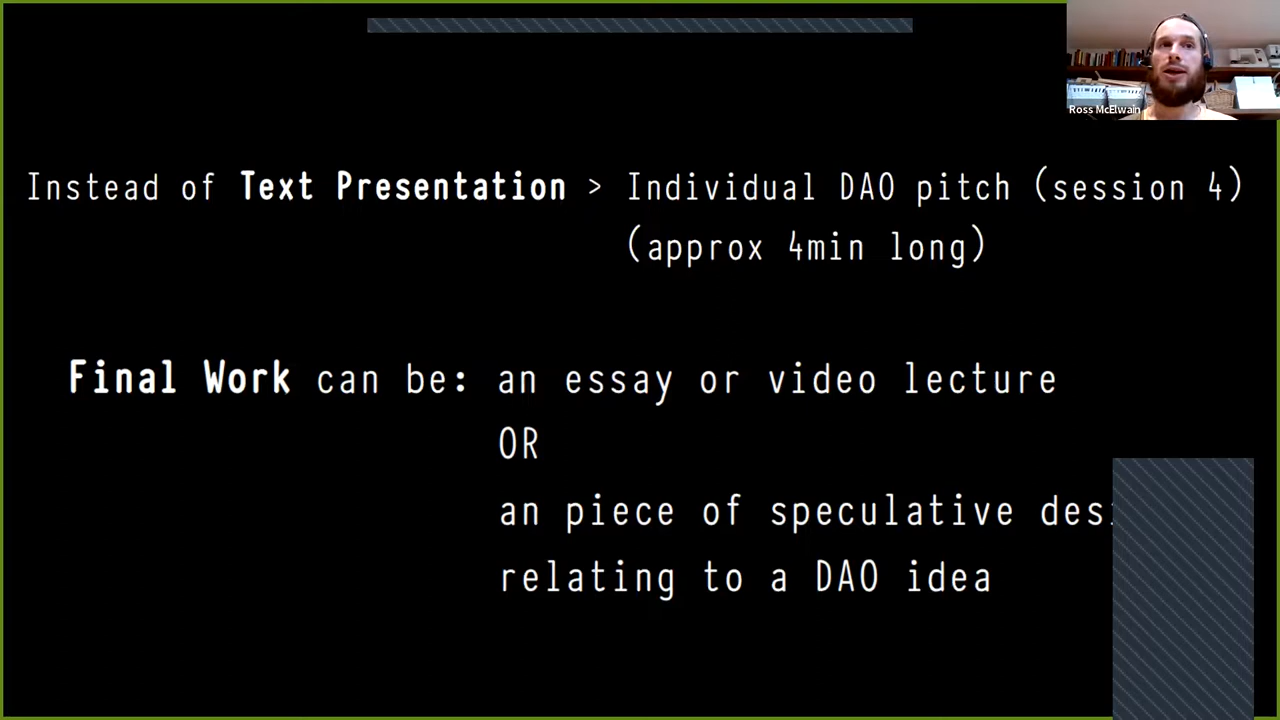 Ross McElwain
Instead of Text Presentation > Individual DAO pitch (session 4)
(approx 4min long)
Final Work can be: an essay or video lecture
OR
an piece of speculative
relating to a DAO idea